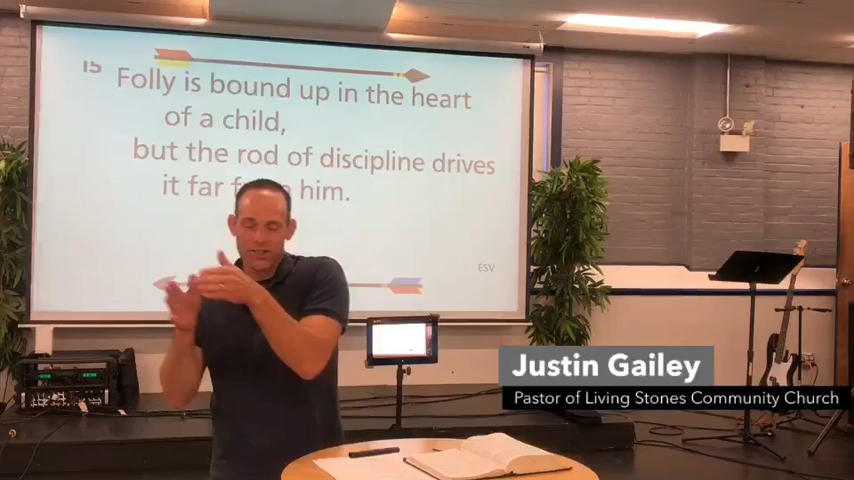 15 Folly is bound up in the heart
of a child,
but the rod of discipline drives
it far from him.
ESV
Justin Gailey
Pastor of Living Stones Community Church